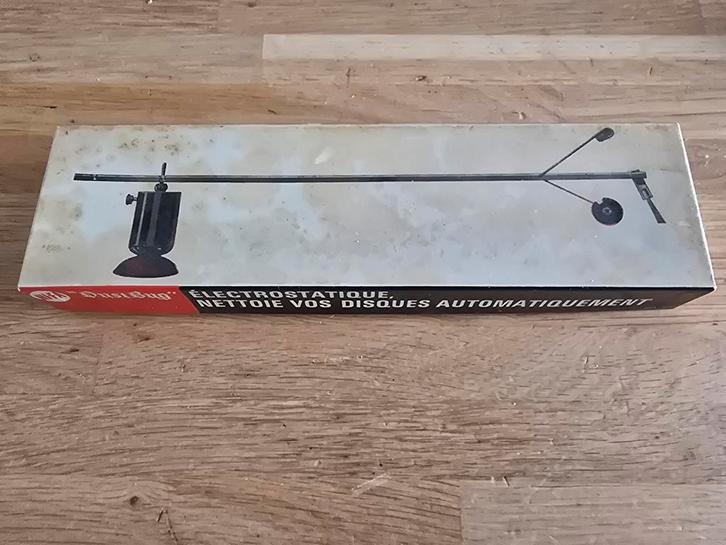 "Dust Bug"
ÉLECTROSTATIQUE,
NETTOIE VOS DISQUES AUTOMATIQUEMENT